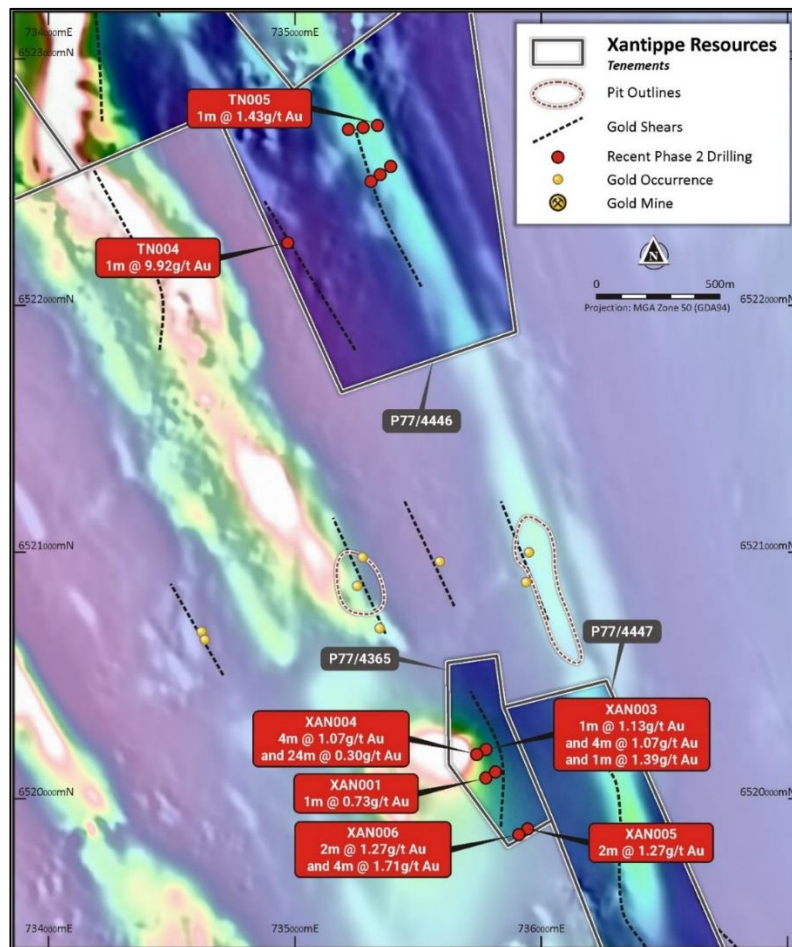 734000mE
735000mE
6523000mN
Xantippe Resources
Tenements
Pit Outlines
Gold Shears
Recent Phase 2 Drilling
Gold Occurrence
Gold Mine
TN005
1m @ 1.43g/t Au
TN004
1m @ 9.92g/t Au
N
0
500m
Projection: MGA Zone 50 (GDA94)
6522000mN
6522000mN
P77/4446
6521000mN
6521000mN
P77/4365
P77/4447
XAN004
4m @ 1.07g/t Au
and 24m @ 0.30g/t Au
XAN003
1m @ 1.13g/t Au
and 4m @ 1.07g/t Au
and 1m @ 1.39g/t Au
XAN001
1m @ 0.73g/t Au
6520000mN
6520000mN
XAN006
2m @ 1.27g/t Au
and 4m @ 1.71g/t Au
XAN005
2m @ 1.27g/t Au
734000mE
735000mE
736000mE